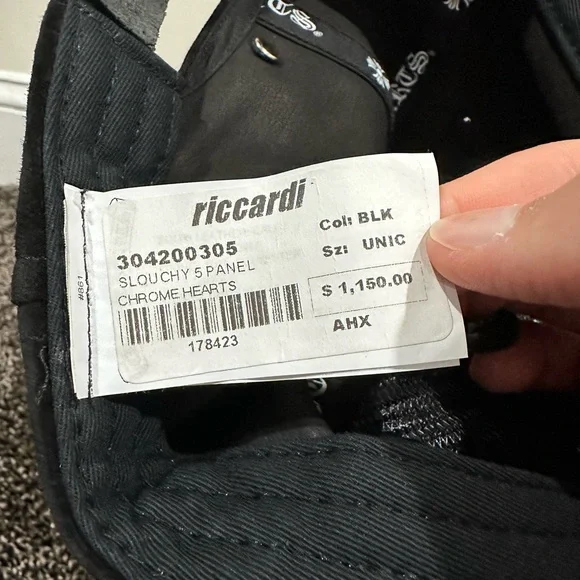 riccardi
304200305
SLOUCHY 5 PANEL
CHROME HEARTS
178423
Col: BLK
Sz: UNIC
$ 1,150.00
AHX
#861